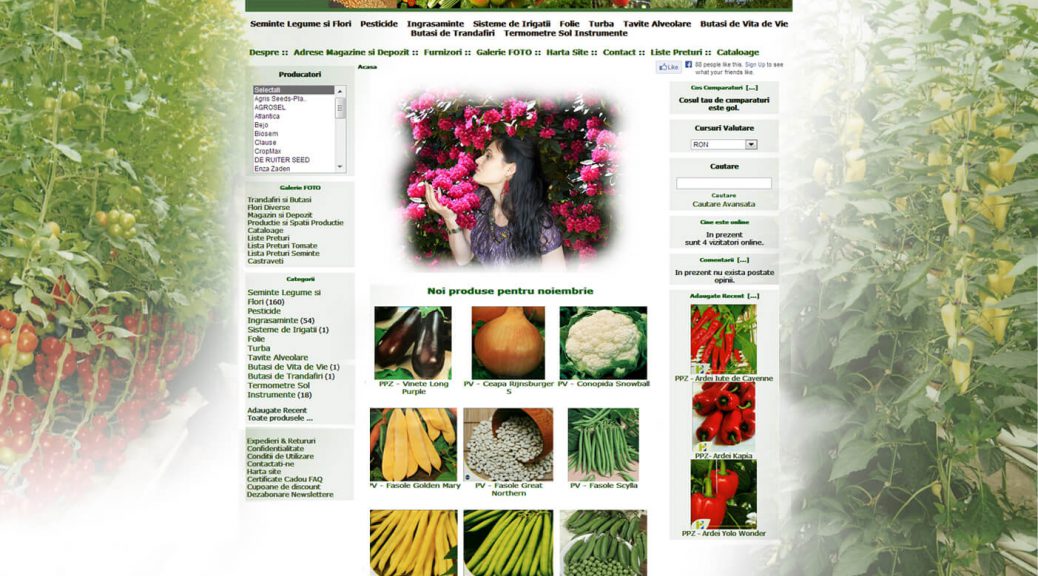 Seminte Legume si Flori Pesticide Ingrasaminte Sisteme de Irigatii Folie Turba Tavite Alveolare Butasi de Vita de Vie
Butasi de Trandafiri Termometre Sol Instrumente
Despre :: Adrese Magazine si Depozit :: Furnizori :: Galerie FOTO :: Harta Site :: Contact :: Liste Preturi :: Cataloage
Producatori
Selectati
Agris Seeds-Pla..
AGROSEL
Atlantica
Bejo
Biosem
Clause
CropMax
DE RUITER SEED
Enza Zaden
Galerie FOTO
Trandafiri si Butasi
Flori Diverse
Magazin si Depozit
Productie si Spatii Productie
Cataloage
Liste Preturi
Lista Preturi Tomate
Lista Preturi Seminte
Castraveti
Categorii
Seminte Legume si
Flori (160)
Pesticide
Ingrasaminte (54)
Sisteme de Irigatii (1)
Folie
Turba
Tavite Alveolare
Butasi de Vita de Vie (1)
Butasi de Trandafiri (1)
Termometre Sol
Instrumente (18)
Adaugate Recent
Toate produsele ...
Expedieri & Retururi
Confidentialitate
Conditii de Utilizare
Contactati-ne
Harta site
Certificate Cadou FAQ
Cupoane de discount
Dezabonare Newslettere
Acasa
Noi produse pentru noiembrie
PPZ - Vinete Long
Purple
PV - Ceapa Rijnsburger
5
PV - Conopida Snowball
PV - Fasole Golden Mary
PV - Fasole Great
Northern
PV - Fasole Scylla
Like
88 people like this. Sign Up to see
what your friends like.
Cos Cumparaturi [...]
Cosul tau de cumparaturi
este gol.
Cursuri Valutare
RON
Cautare
Cautare
Cautare Avansata
Cine este online
In prezent
sunt 4 vizitatori online.
Comentarii [...]
In prezent nu exista postate
opinii.
Adaugate Recent [...]
PPZ - Ardei Iute de Cayenne
PPZ- Ardei Kapia
PPZ - Ardei Yolo Wonder